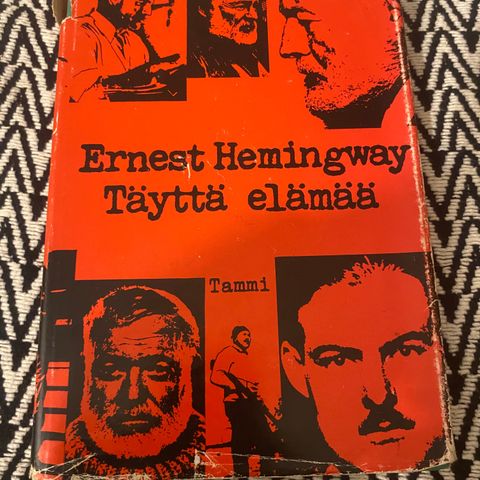 Ernest Hemingway
Täyttä elämää
Tammi